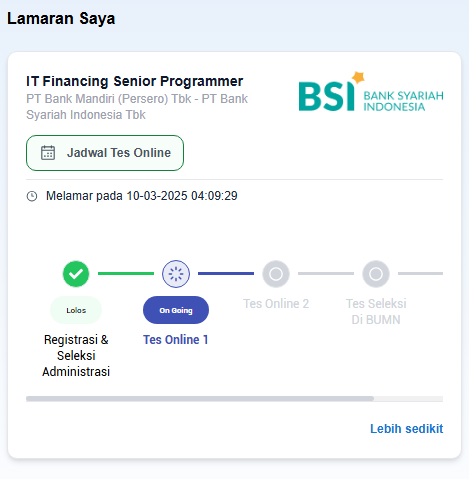 Lamaran Saya
IT Financing Senior Programmer
PT Bank Mandiri (Persero) Tbk - PT Bank
Syariah Indonesia Tbk
BSI BANK SYARIAH
INDONESIA
Jadwal Tes Online
Melamar pada 10-03-2025 04:09:29
Lolos
Registrasi &
Seleksi
Administrasi
On Going
Tes Online 1
Tes Online 2
Tes Seleksi
Di BUMN
Lebih sedikit